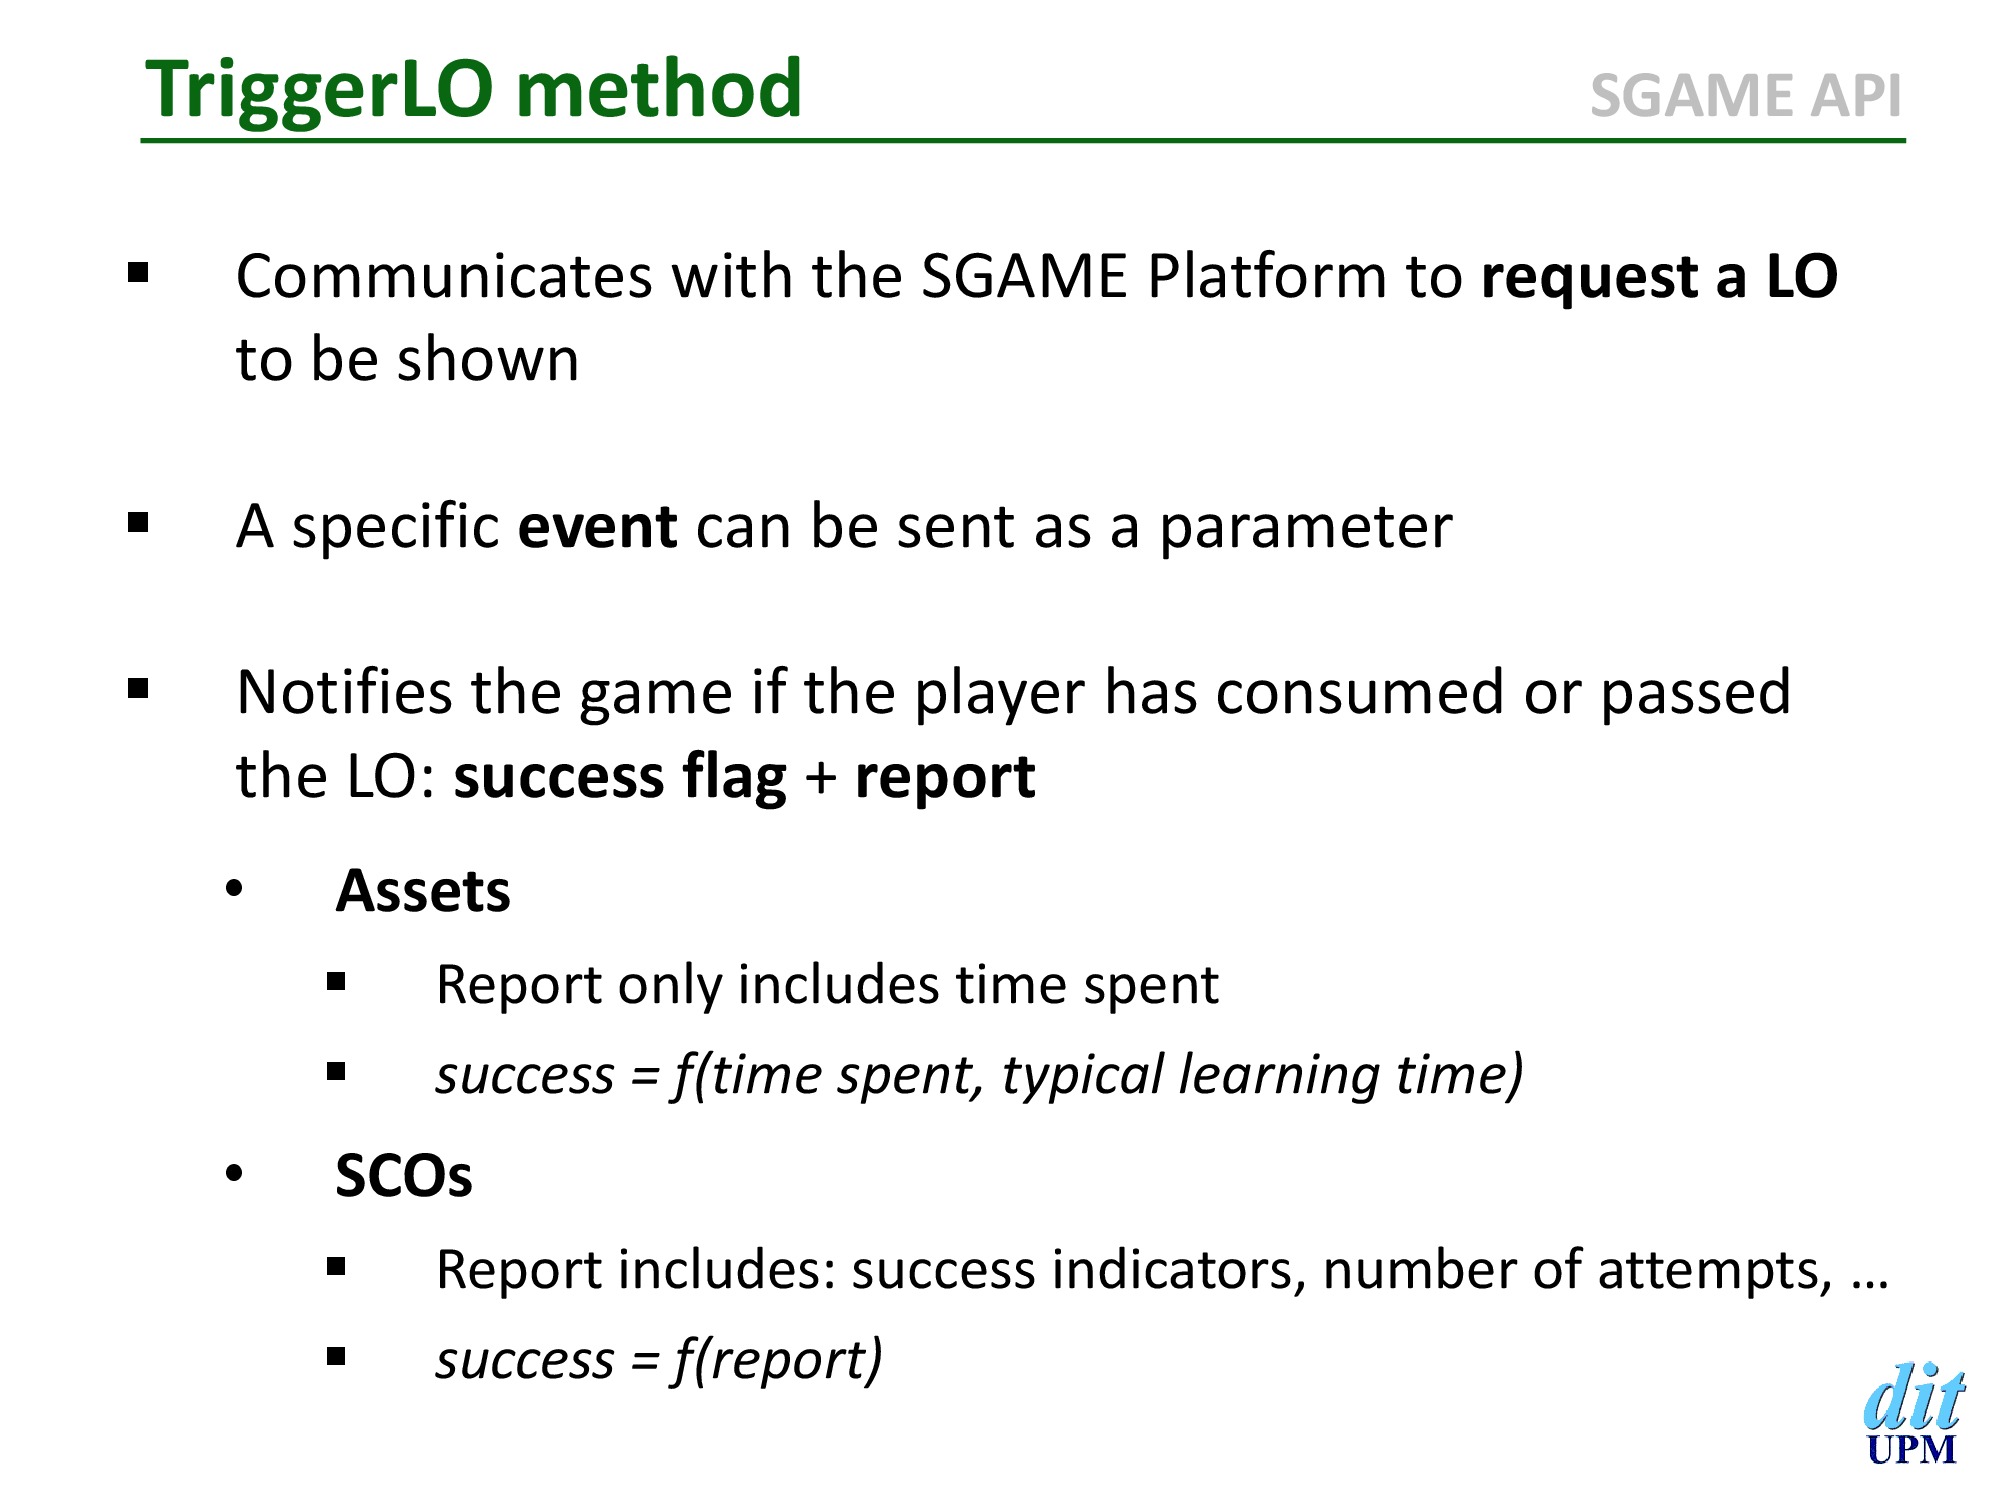 TriggerLO method
SGAME API
▪ Communicates with the SGAME Platform to request a LO
to be shown
▪ A specific event can be sent as a parameter
▪ Notifies the game if the player has consumed or passed
the LO: success flag + report
• Assets
▪ Report only includes time spent
▪ success = f(time spent, typical learning time)
• SCOs
▪ Report includes: success indicators, number of attempts, …
▪ success = f(report)
dit
UPM